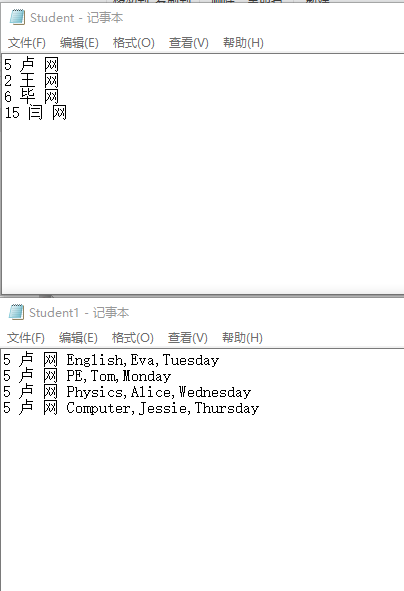 Student - 记事本
文件(F) 编辑(E) 格式(O) 查看(V) 帮助(H)
5 卢 网
2 王 网
6 毕 网
15 闫 网
Student1 - 记事本
文件(F) 编辑(E) 格式(O) 查看(V) 帮助(H)
5 卢 网 English,Eva,Tuesday
5 卢 网 PE,Tom,Monday
5 卢 网 Physics,Alice,Wednesday
5 卢 网 Computer,Jessie,Thursday